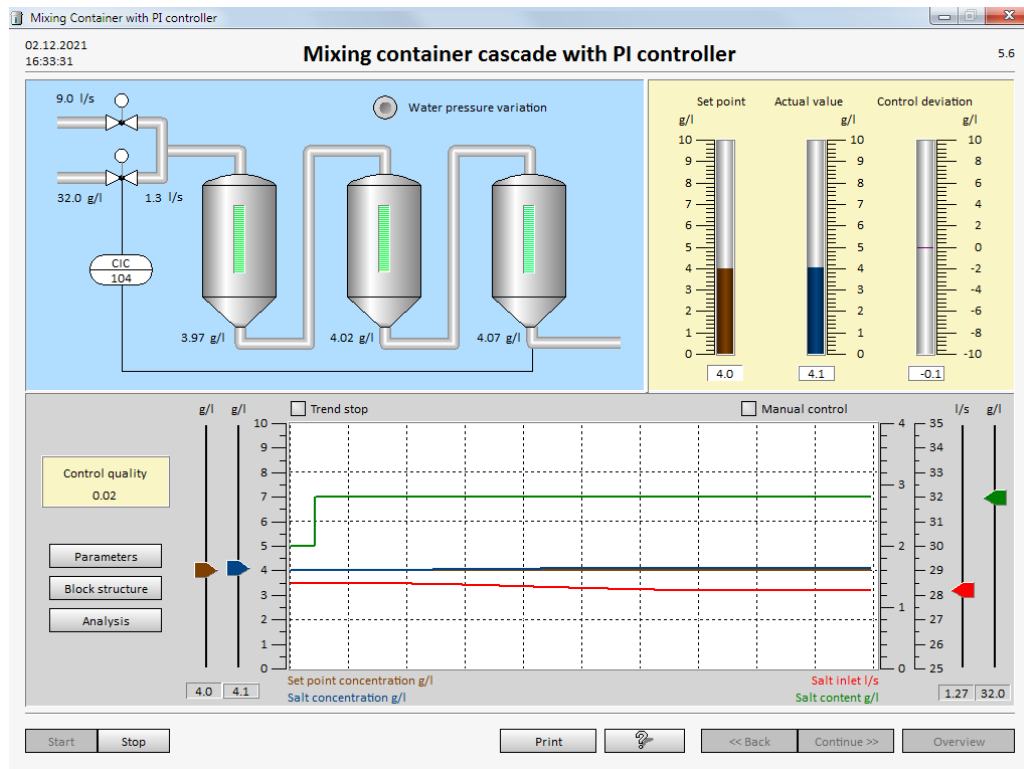 Mixing Container with PI controller
02.12.2021
16:33:31
Mixing container cascade with PI controller
5.6
9.0 l/s
Water pressure variation
32.0 g/l
1.3 l/s
CIC
104
3.97 g/l
4.02 g/l
4.07 g/l
Set point
Actual value
Control deviation
g/l
g/l
g/l
10
9
8
7
6
5
4
3
2
1
0
10
9
8
7
6
5
4
3
2
1
0
10
8
6
4
2
0
-2
-4
-6
-8
-10
4.0
4.1
-0.1
g/l
g/l
Trend stop
Manual control
l/s
g/l
Control quality
0.02
Parameters
Block structure
Analysis
10
9
8
7
6
5
4
3
2
1
0
4
3
2
1
0
35
34
33
32
31
30
29
28
27
26
25
4.0
4.1
Set point concentration g/l
Salt concentration g/l
Salt inlet l/s
Salt content g/l
1.27
32.0
Start
Stop
Print
?
<< Back
Continue >>
Overview